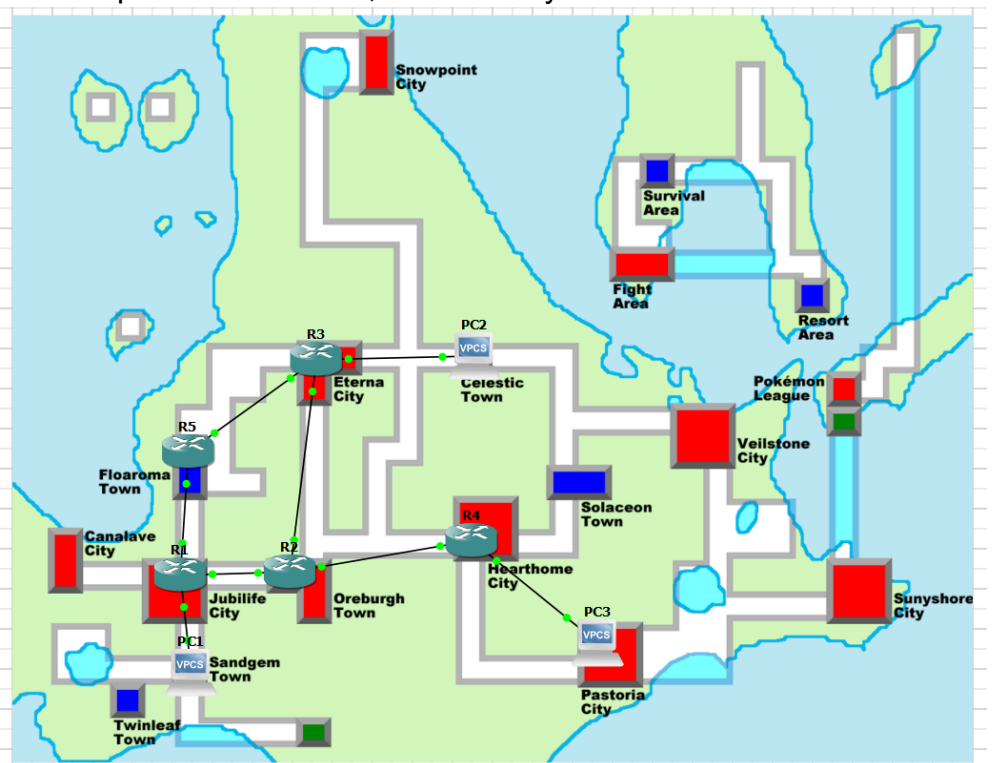 Snowpoint
City
Survival
Area
Fight
Area
Resort
Area
R3
PC2
VPCS
Eterna
City
Celestic
Town
Pokémon
League
R5
Veilstone
City
Floaroma
Town
Solaceon
Town
Canalave
City
R4
Hearthome
City
R1
R2
Jubilife
City
Oreburgh
Town
Sunyshore
City
PC3
VPCS
PC1
VPCS
Sandgem
Town
Pastoria
City
Twinleaf
Town